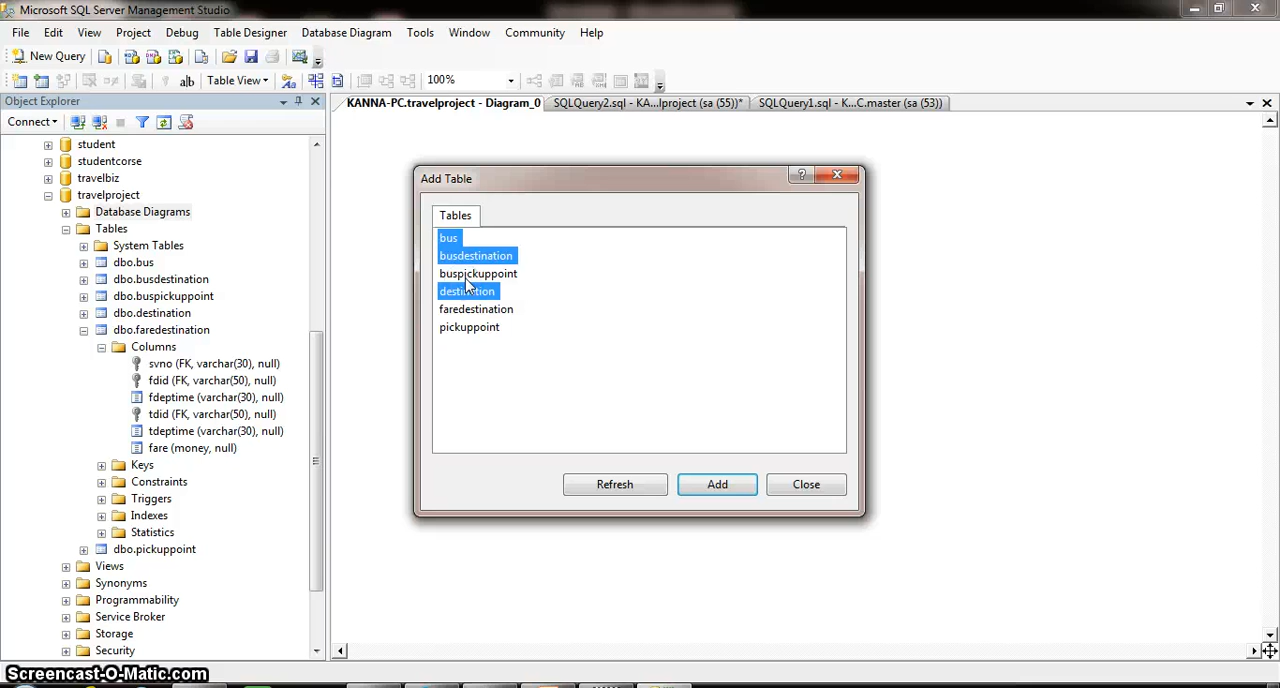 Microsoft SQL Server Management Studio
File Edit View Project Debug Table Designer Database Diagram Tools Window Community Help
New Query
Table View 100%
Object Explorer
KANNA-PC.travelproject - Diagram_0 SQLQuery2.sql - KA...lproject (sa (55))* SQLQuery1.sql - K...C.master (sa (53))
Connect
student
studentcorse
travelbiz
travelproject
Database Diagrams
Tables
System Tables
dbo.bus
dbo.busdestination
dbo.buspickuppoint
dbo.destination
dbo.faredestination
Columns
svno (FK, varchar(30), null)
fdid (FK, varchar(50), null)
fdeptime (varchar(30), null)
tdid (FK, varchar(50), null)
tdeptime (varchar(30), null)
fare (money, null)
Keys
Constraints
Triggers
Indexes
Statistics
dbo.pickuppoint
Views
Synonyms
Programmability
Service Broker
Storage
Security
Add Table
Tables
bus
busdestination
buspickuppoint
destination
faredestination
pickuppoint
Refresh Add Close
Screencast-O-Matic.com